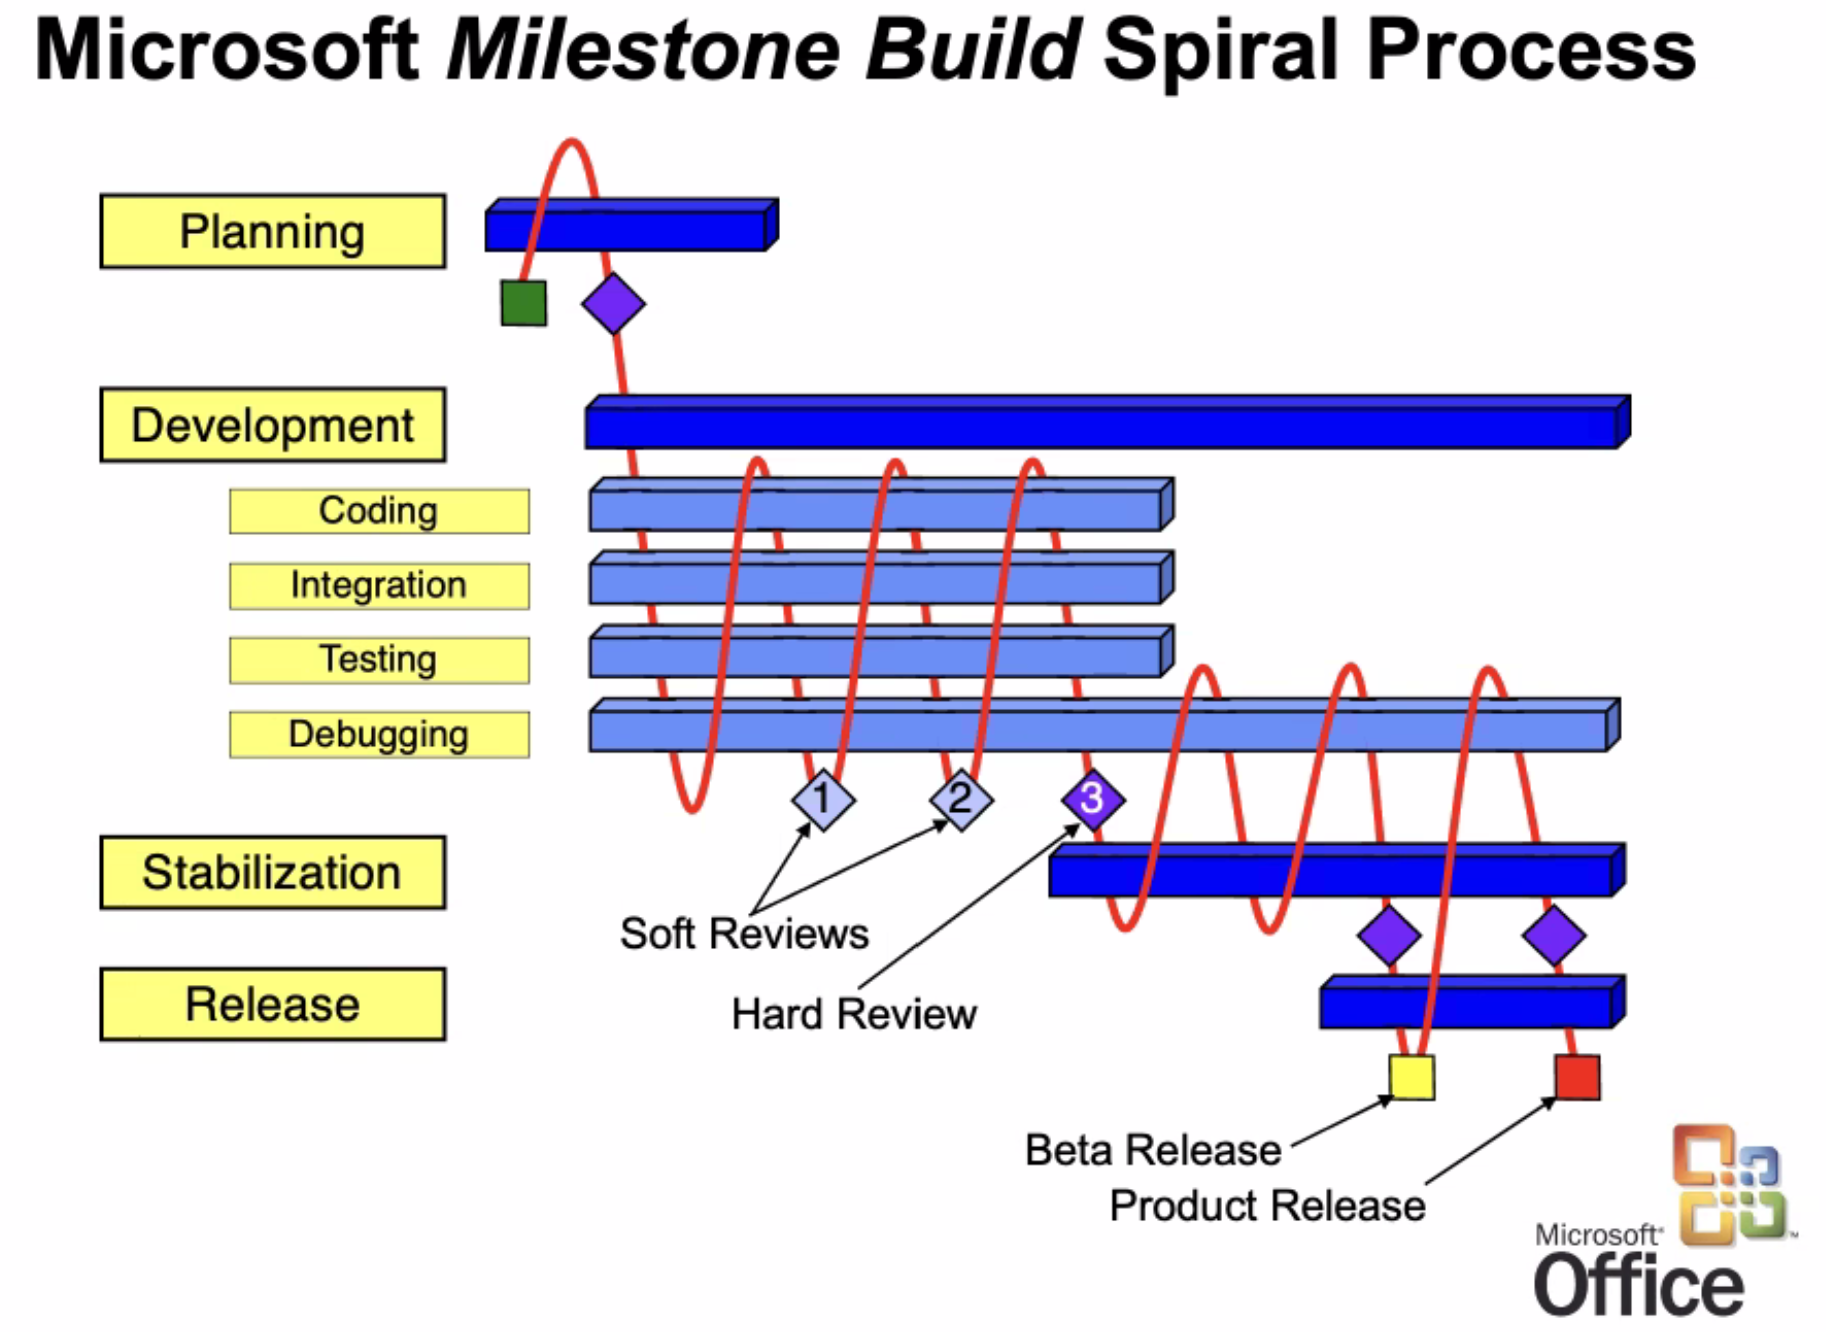 Microsoft Milestone Build Spiral Process
Planning
Development
Coding
Integration
Testing
Debugging
1
2
3
Stabilization
Soft Reviews
Release
Hard Review
Beta Release
Product Release
Microsoft®
Office™